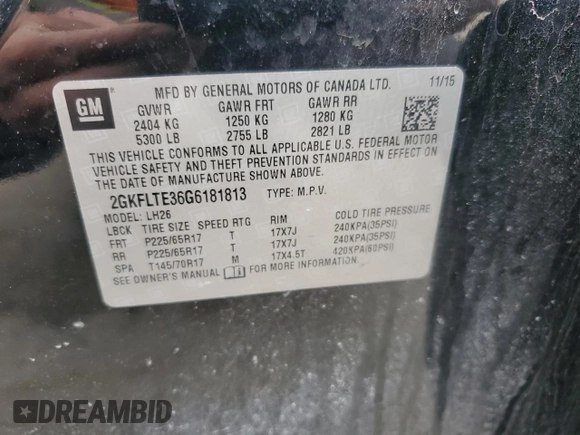 GM
MFD BY GENERAL MOTORS OF CANADA LTD. 11/15
GVWR GAWR FRT GAWR RR
2404 KG 1250 KG 1280 KG
5300 LB 2755 LB 2821 LB
THIS VEHICLE CONFORMS TO ALL APPLICABLE U.S. FEDERAL MOTOR
VEHICLE SAFETY AND THEFT PREVENTION STANDARDS IN EFFECT ON
THE DATE OF MANUFACTURE SHOWN ABOVE.
2GKFLTE36G6181813 TYPE: M.P.V.
MODEL: LH26
LBCK TIRE SIZE SPEED RTG RIM COLD TIRE PRESSURE
FRT P225/65R17 T 17X7J 240KPA(35PSI)
RR P225/65R17 T 17X7J 240KPA(35PSI)
SPA T145/70R17 M 17X4.5T 420KPA(60PSI)
SEE OWNER'S MANUAL FOR MORE INFORMATION.
DREAMBID